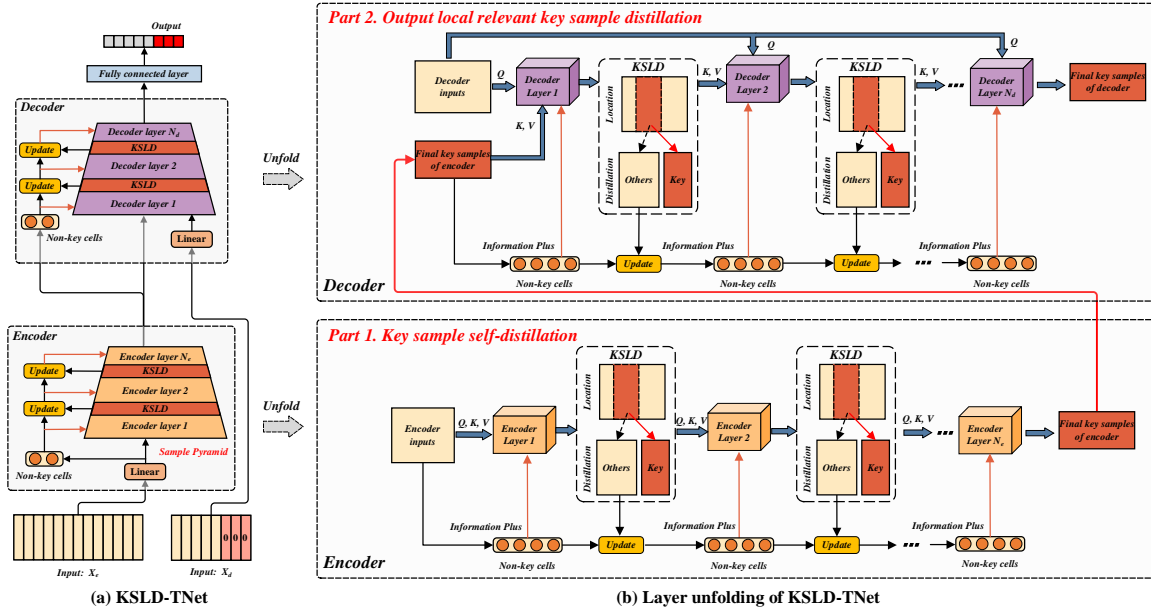 Output
Fully connected layer
Decoder
Decoder layer N_d
KSLD
Decoder layer 2
KSLD
Decoder layer 1
Update
Update
Non-key cells
Linear
Encoder
Encoder layer N_e
KSLD
Encoder layer 2
KSLD
Encoder layer 1
Update
Update
Sample Pyramid
Non-key cells
Linear
0 0 0
Input: X_e
Input: X_d
(a) KSLD-TNet
Unfold
Unfold
Part 2. Output local relevant key sample distillation
Q
Decoder
inputs
Q
Decoder
Layer 1
K, V
Final key samples
of encoder
KSLD
Location
Distillation
Others
Key
K, V
Decoder
Layer 2
KSLD
Location
Distillation
Others
Key
K, V
Q
Decoder
Layer N_d
Final key samples
of decoder
Information Plus
Non-key cells
Update
Information Plus
Non-key cells
Update
Information Plus
Non-key cells
Decoder
Part 1. Key sample self-distillation
Encoder
inputs
Q, K, V
Encoder
Layer 1
KSLD
Location
Distillation
Others
Key
Q, K, V
Encoder
Layer 2
KSLD
Location
Distillation
Others
Key
Q, K, V
Encoder
Layer N_e
Final key samples
of encoder
Information Plus
Non-key cells
Update
Information Plus
Non-key cells
Update
Information Plus
Non-key cells
Encoder
(b) Layer unfolding of KSLD-TNet